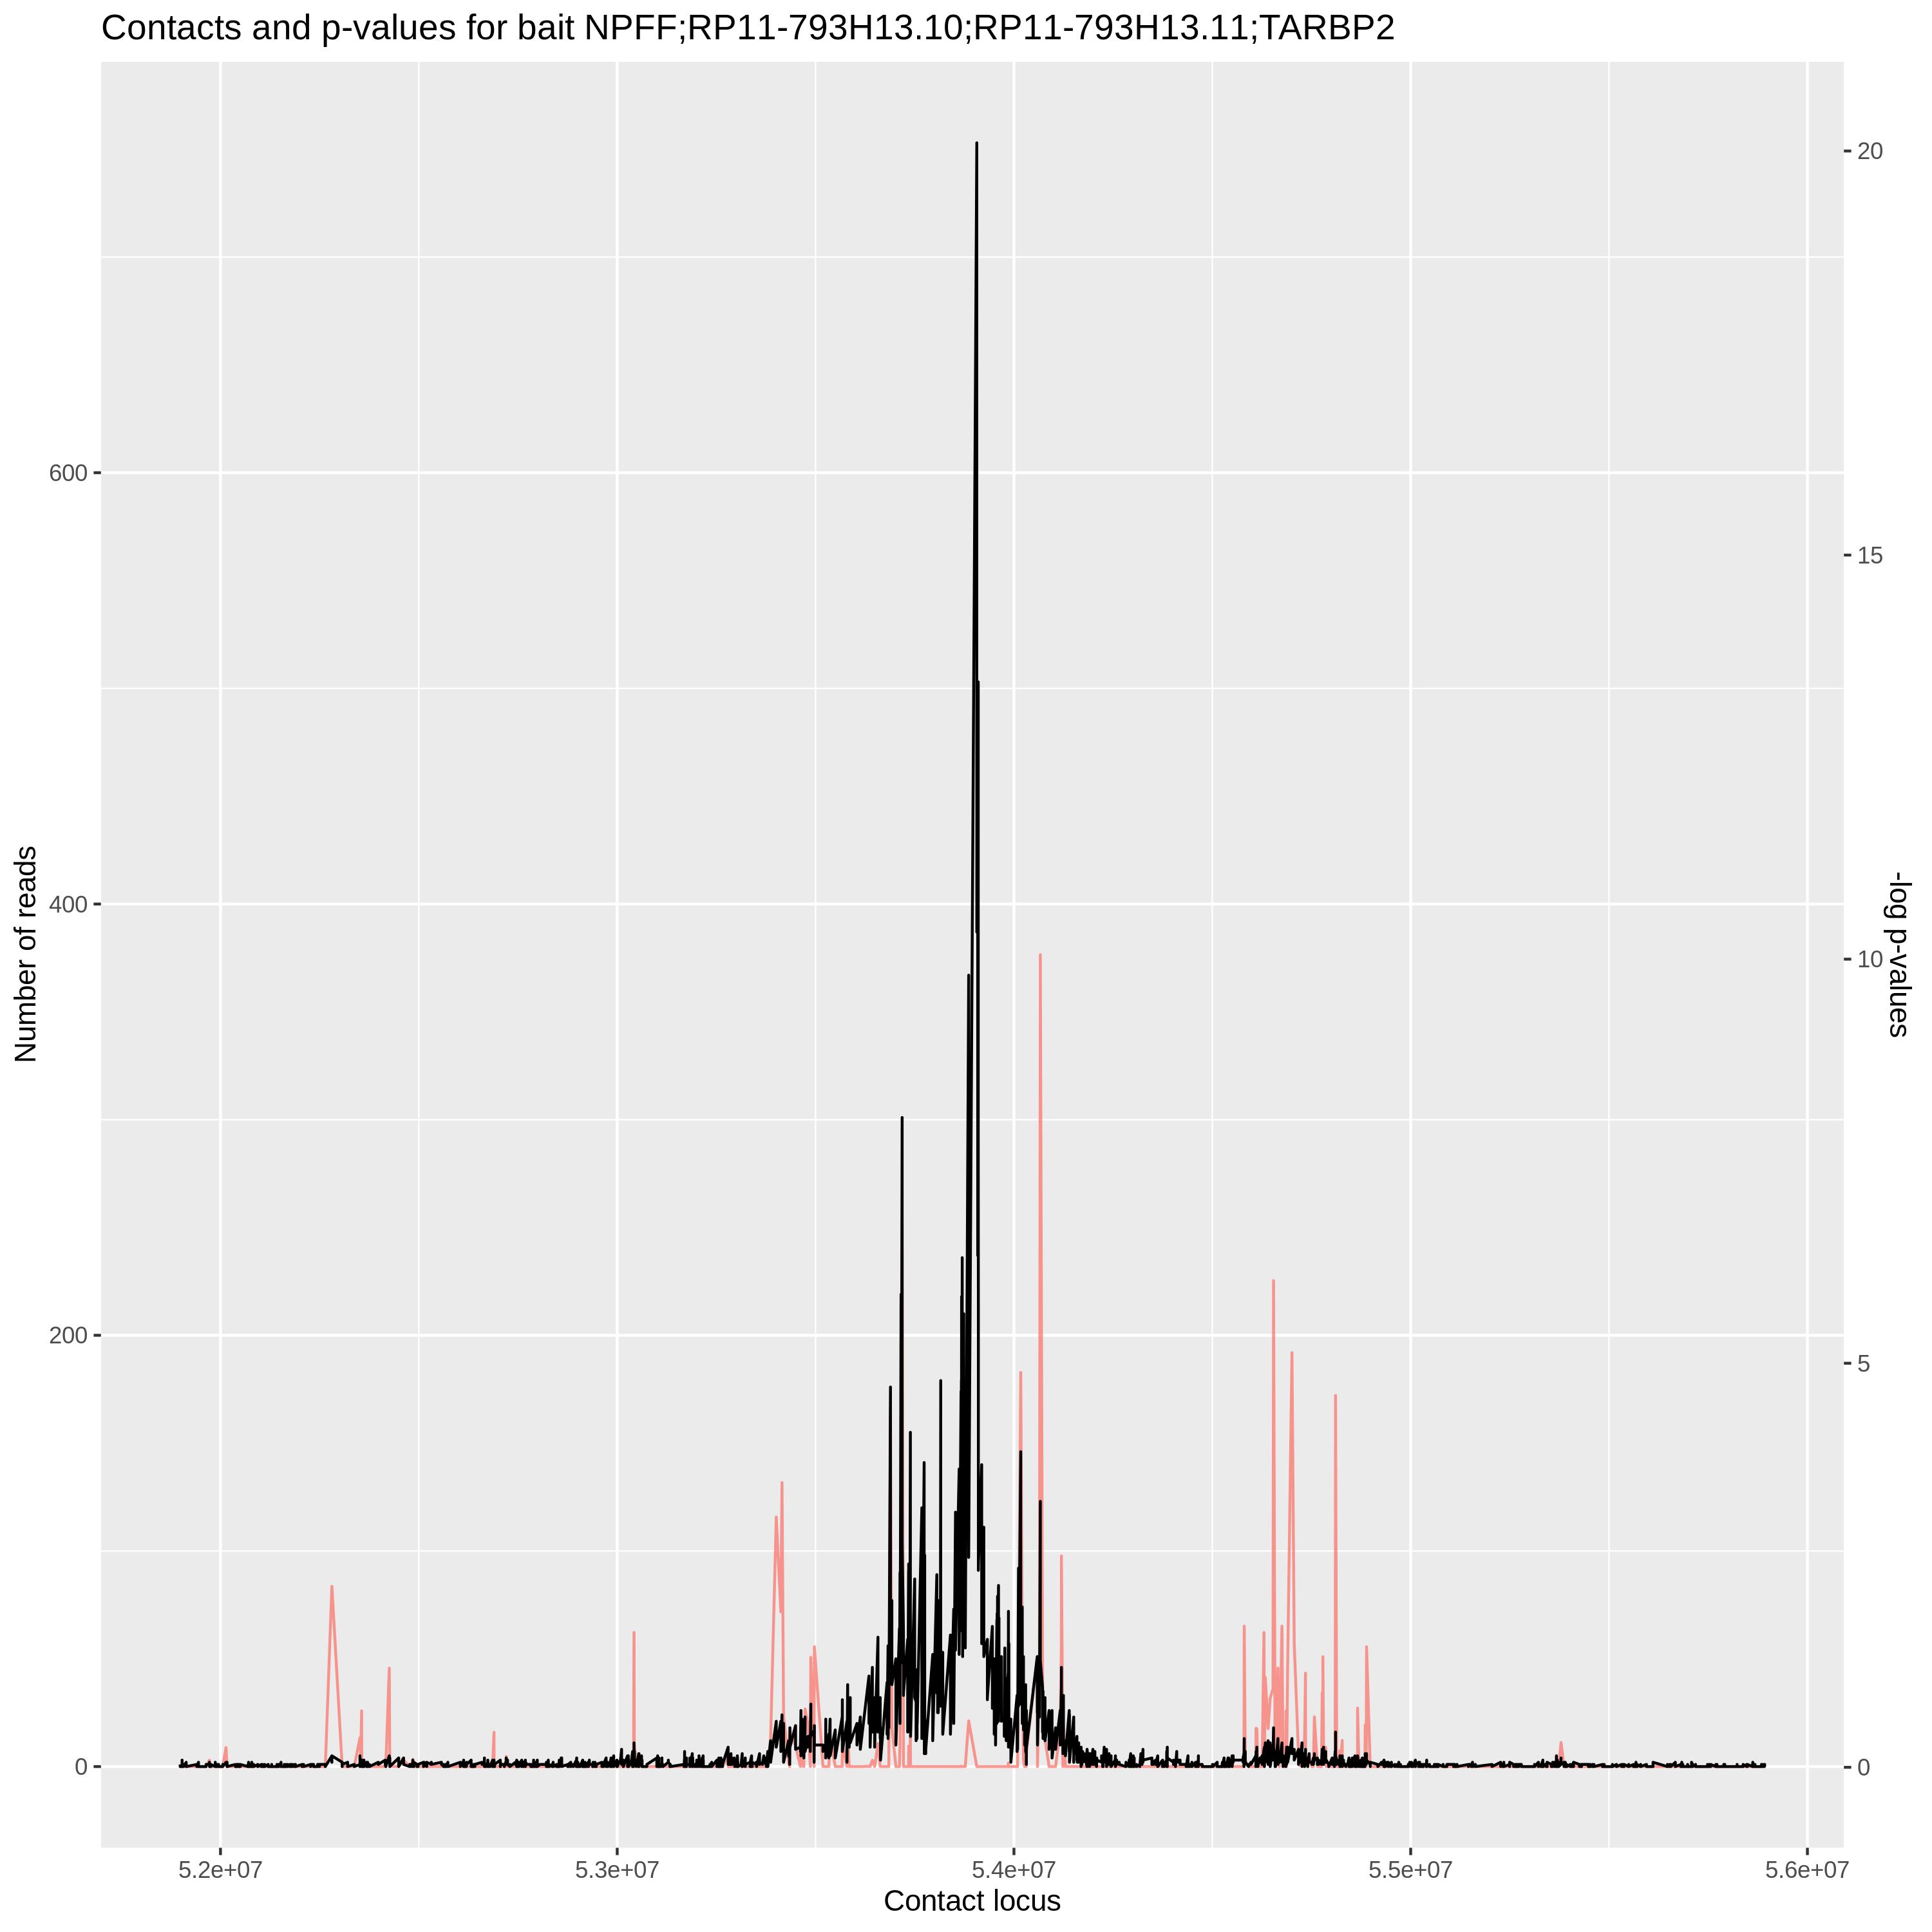 Contacts and p-values for bait NPFF;RP11-793H13.10;RP11-793H13.11;TARBP2
Number of reads
600
400
200
0
20
15
10
5
0
-log p-values
5.2e+07
5.3e+07
5.4e+07
5.5e+07
5.6e+07
Contact locus